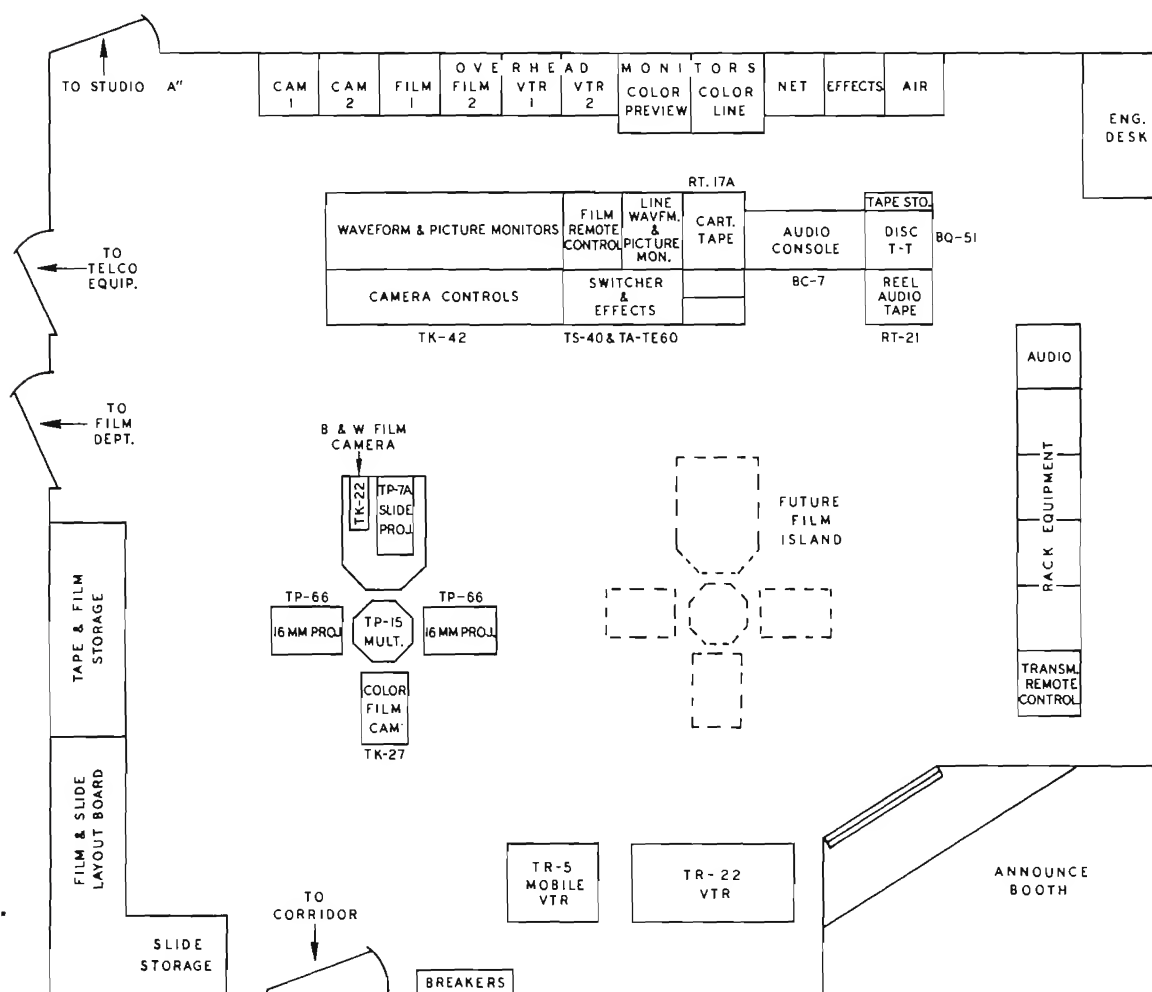 TO STUDIO A"
OVERHEAD MONITORS
CAM
1
CAM
2
FILM
1
FILM
2
VTR
1
VTR
2
COLOR
PREVIEW
COLOR
LINE
NET
EFFECTS
AIR
ENG.
DESK
TO
TELCO
EQUIP.
RT. 17A
WAVEFORM & PICTURE MONITORS
FILM
REMOTE
CONTROL
LINE
WAVFM.
&
PICTURE
MON.
CART.
TAPE
AUDIO
CONSOLE
TAPE STO.
DISC
T-T
BQ-51
CAMERA CONTROLS
SWITCHER
&
EFFECTS
BC-7
REEL
AUDIO
TAPE
TK-42
TS-40 & TA-TE60
RT-21
AUDIO
RACK EQUIPMENT
TRANSM.
REMOTE
CONTROL
TO
FILM
DEPT.
B & W FILM
CAMERA
TK-22
TP-7A
SLIDE
PROJ.
TP-66
16 MM PROJ.
TP-15
MULT.
TP-66
16 MM PROJ.
COLOR
FILM
CAM
TK-27
FUTURE
FILM
ISLAND
TAPE & FILM
STORAGE
FILM & SLIDE
LAYOUT BOARD
SLIDE
STORAGE
TO
CORRIDOR
BREAKERS
TR-5
MOBILE
VTR
TR-22
VTR
ANNOUNCE
BOOTH